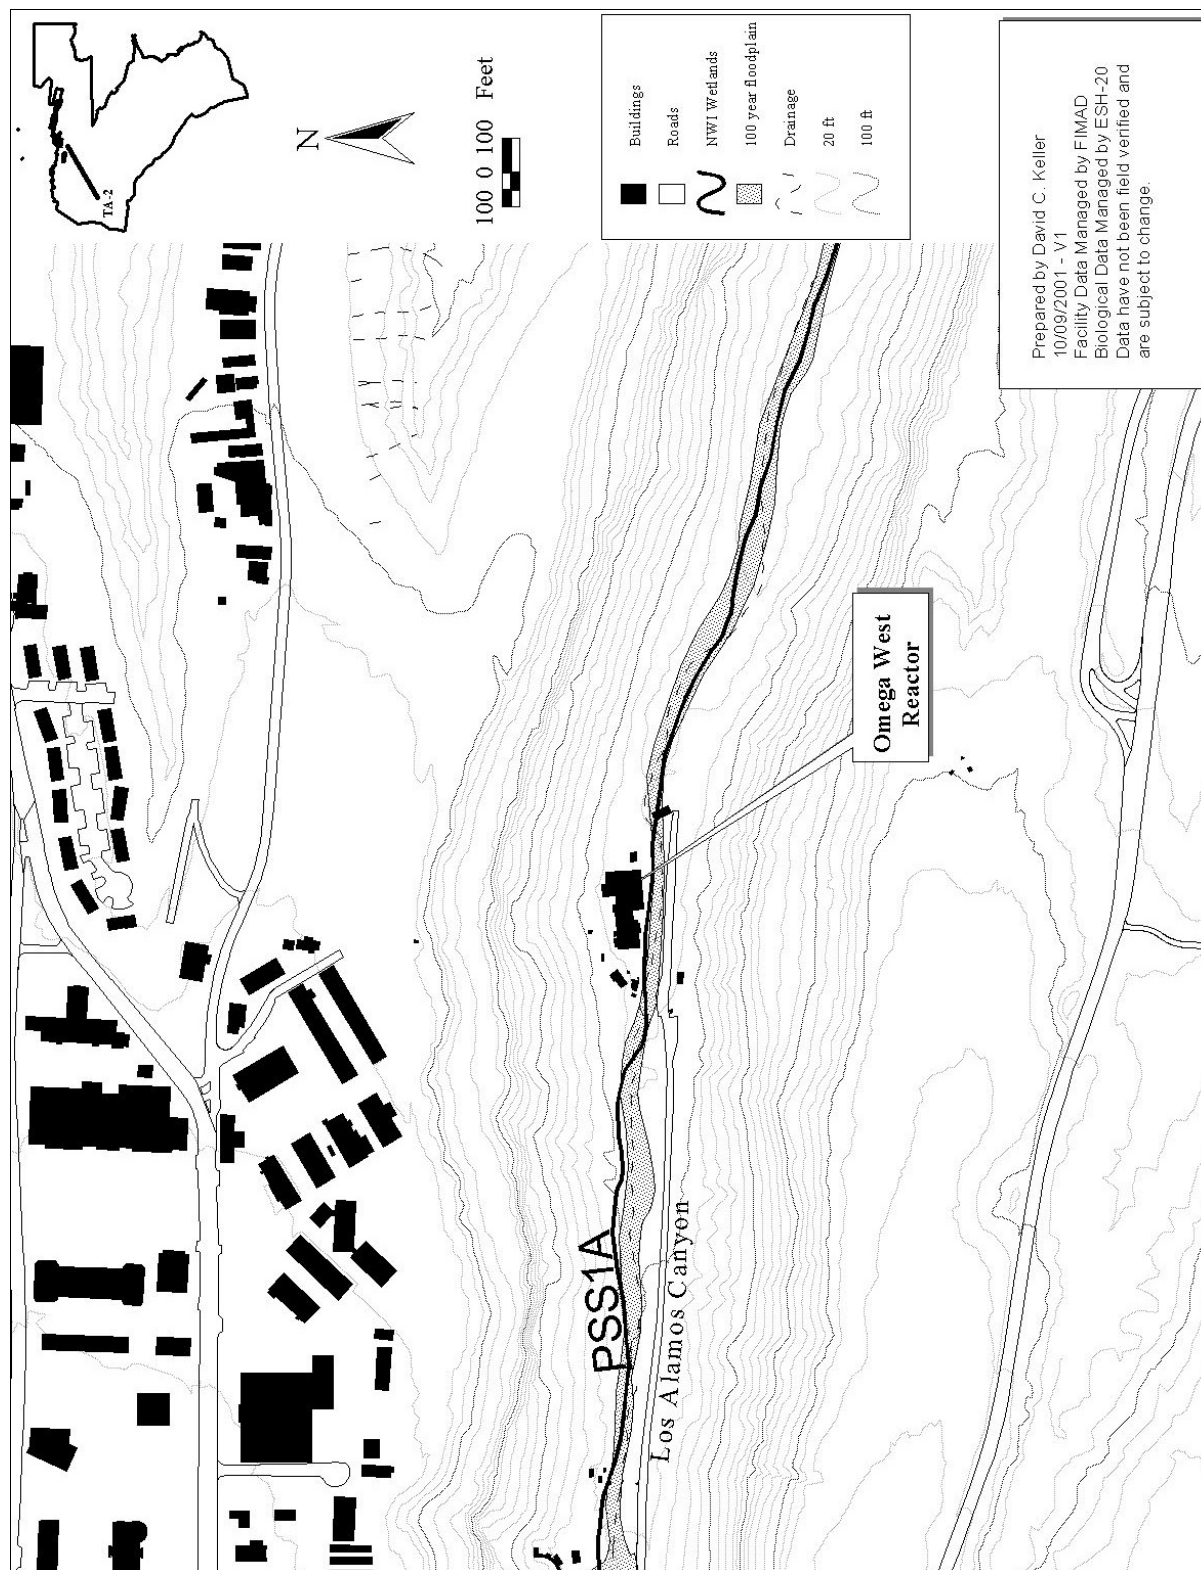 TA-2
N
100 0 100 Feet
Buildings
Roads
NWI Wetlands
100 year floodplain
Drainage
20 ft
100 ft
Prepared by David C. Keller
10/09/2001 - V1
Facility Data Managed by FIMAD
Biological Data Managed by ESH-20
Data have not been field verified and
are subject to change.
Omega West
Reactor
PSS1A
Los Alamos Canyon